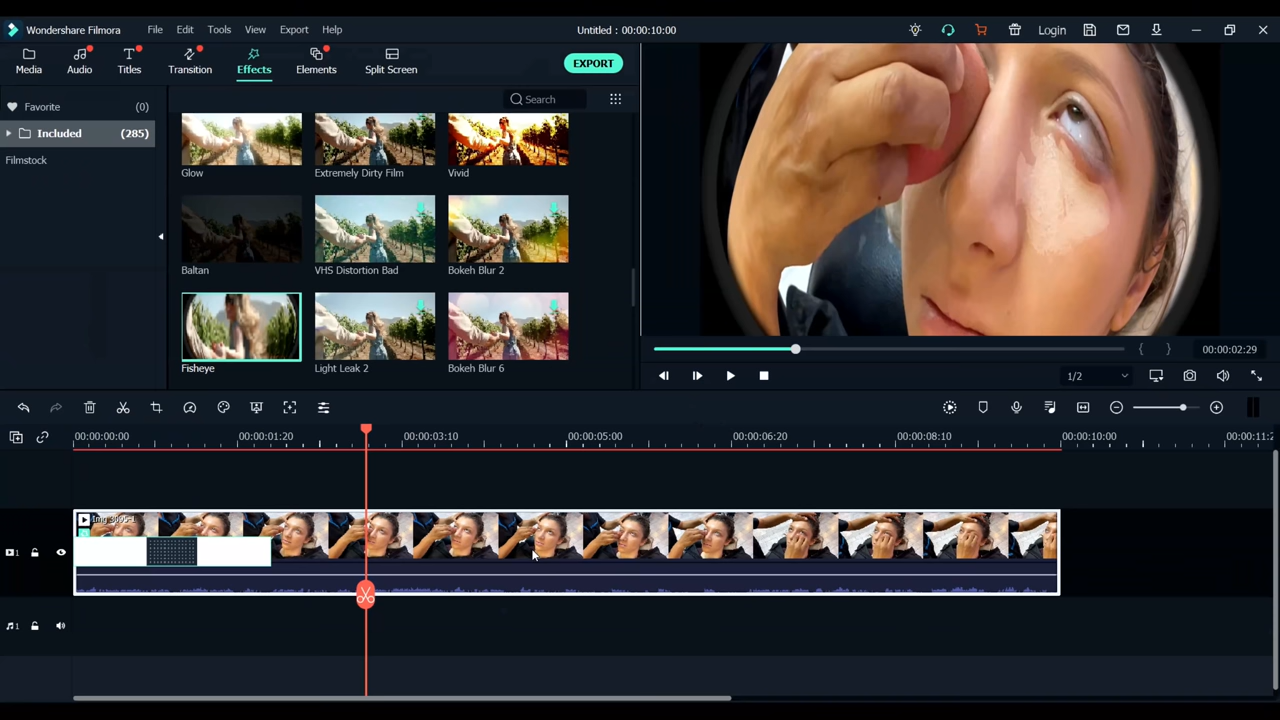 Wondershare Filmora
File
Edit
Tools
View
Export
Help
Untitled : 00:00:10:00
Login
Media
Audio
Titles
Transition
Effects
Elements
Split Screen
EXPORT
Favorite
(0)
Included
(285)
Filmstock
Search
Glow
Extremely Dirty Film
Vivid
Baltan
VHS Distortion Bad
Bokeh Blur 2
Fisheye
Light Leak 2
Bokeh Blur 6
00:00:02:29
1/2
00:00:00:00
00:00:01:20
00:00:03:10
00:00:05:00
00:00:06:20
00:00:08:10
00:00:10:00
1
1